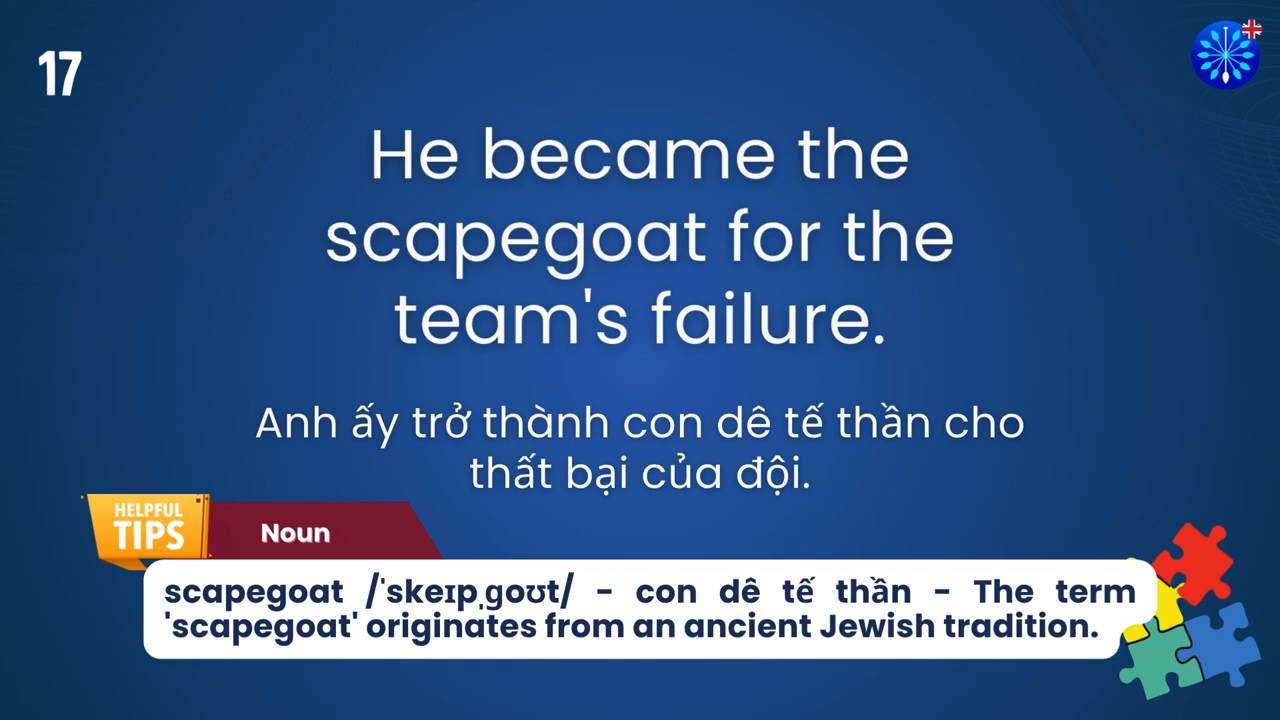 17
He became the
scapegoat for the
team's failure.
Anh ấy trở thành con dê tế thần cho
thất bại của đội.
HELPFUL
TIPS
Noun
scapegoat /ˈskeɪpˌɡoʊt/ - con dê tế thần - The term
'scapegoat' originates from an ancient Jewish tradition.